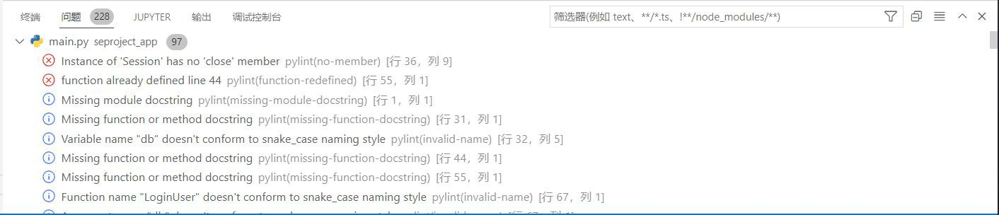 终端 问题 228 JUPYTER 输出 调试控制台 筛选器(例如 text、**/*.ts、!**/node_modules/**)
main.py seproject_app 97
Instance of 'Session' has no 'close' member pylint(no-member) [行 36，列 9]
function already defined line 44 pylint(function-redefined) [行 55，列 1]
Missing module docstring pylint(missing-module-docstring) [行 1，列 1]
Missing function or method docstring pylint(missing-function-docstring) [行 31，列 1]
Variable name "db" doesn't conform to snake_case naming style pylint(invalid-name) [行 32，列 5]
Missing function or method docstring pylint(missing-function-docstring) [行 44，列 1]
Missing function or method docstring pylint(missing-function-docstring) [行 55，列 1]
Function name "LoginUser" doesn't conform to snake_case naming style pylint(invalid-name) [行 67，列 1]